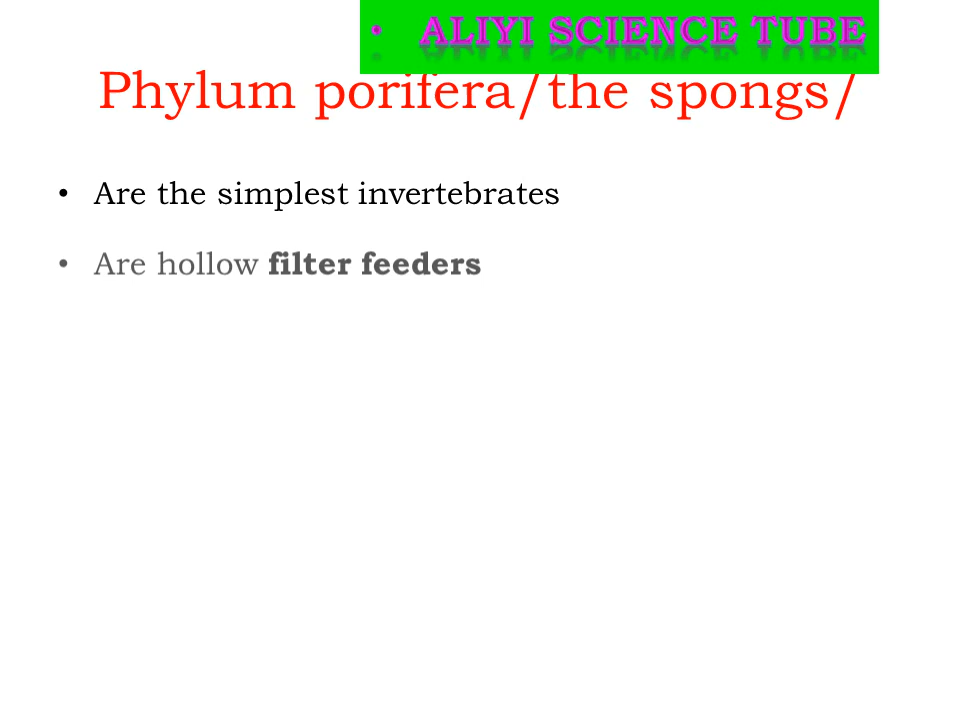 • ALIYI SCIENCE TUBE
Phylum porifera/the spongs/
• Are the simplest invertebrates
• Are hollow filter feeders